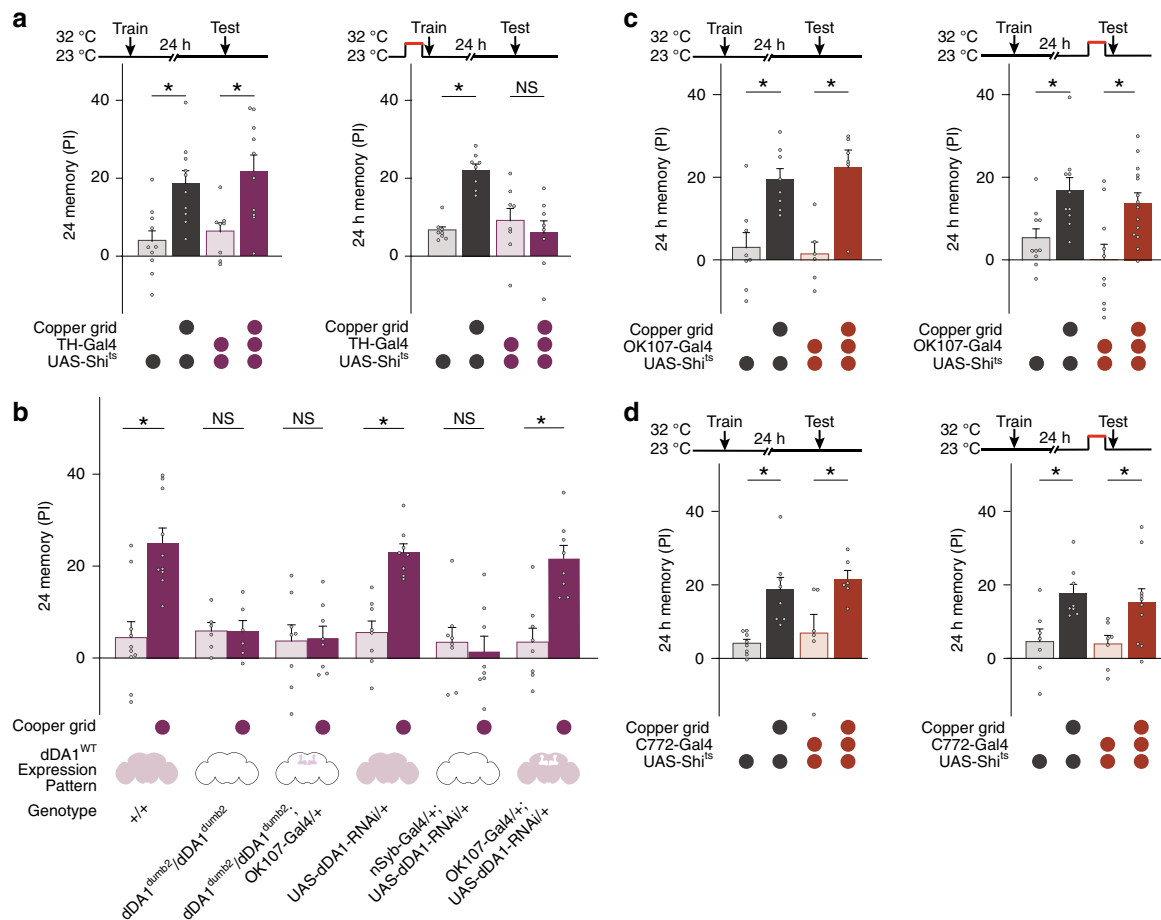 a
Train
Test
32 °C
23 °C
24 h
24 h memory (PI)
40
20
0
*
*
Copper grid
TH-Gal4
UAS-Shi^ts
Train
Test
32 °C
23 °C
24 h
24 h memory (PI)
40
20
0
*
NS
Copper grid
TH-Gal4
UAS-Shi^ts
b
24 memory (PI)
40
20
0
*
NS
NS
*
NS
*
Cooper grid
dDA1^WT
Expression
Pattern
Genotype
+/+
dDA1^dumb2/dDA1^dumb2
dDA1^dumb2/dDA1^dumb2;
OK107-Gal4/+
UAS-dDA1-RNAi/+
nSyb-Gal4/+;
UAS-dDA1-RNAi/+
OK107-Gal4/+;
UAS-dDA1-RNAi/+
c
Train
Test
32 °C
23 °C
24 h
24 h memory (PI)
40
20
0
*
*
Copper grid
OK107-Gal4
UAS-Shi^ts
Train
Test
32 °C
23 °C
24 h
24 h memory (PI)
40
20
0
*
*
Copper grid
OK107-Gal4
UAS-Shi^ts
d
Train
Test
32 °C
23 °C
24 h
24 h memory (PI)
40
20
0
*
*
Copper grid
C772-Gal4
UAS-Shi^ts
Train
Test
32 °C
23 °C
24 h
24 h memory (PI)
40
20
0
*
*
Copper grid
C772-Gal4
UAS-Shi^ts